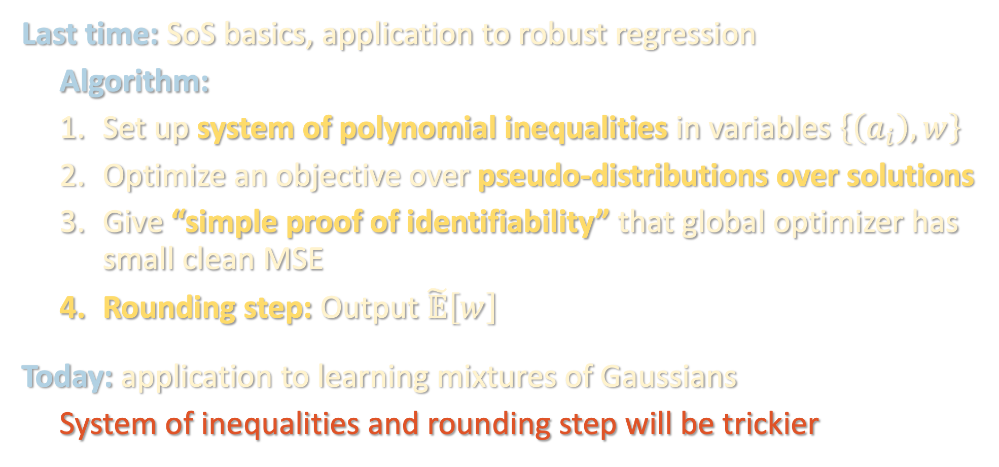 Last time: SoS basics, application to robust regression
Algorithm:
1. Set up system of polynomial inequalities in variables {(𝑎ᵢ), 𝑤}
2. Optimize an objective over pseudo-distributions over solutions
3. Give “simple proof of identifiability” that global optimizer has
small clean MSE
4. Rounding step: Output 𝔼̃[𝑤]
Today: application to learning mixtures of Gaussians
System of inequalities and rounding step will be trickier